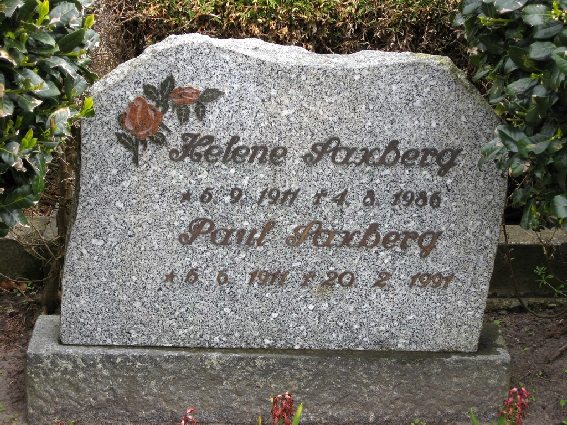 Helene Saxberg
* 6. 9. 1911 † 4. 8. 1986
Paul Saxberg
* 6. 6. 1911 † 20. 2. 1991